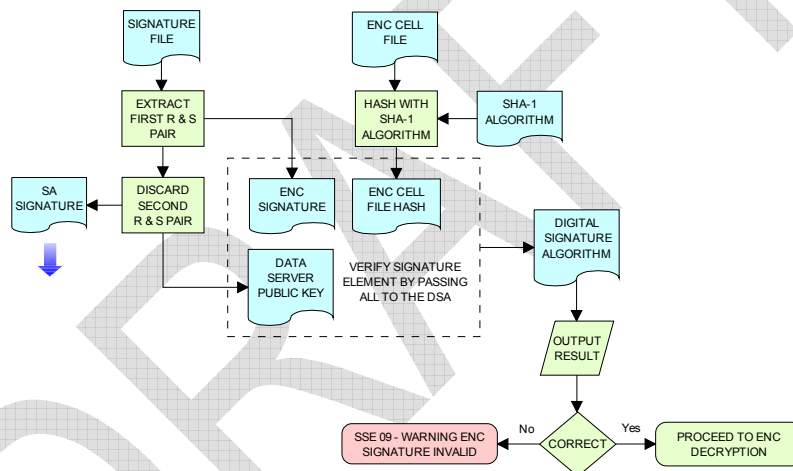 SIGNATURE
FILE
ENC CELL
FILE
EXTRACT
FIRST R & S
PAIR
HASH WITH
SHA-1
ALGORITHM
SHA-1
ALGORITHM
SA
SIGNATURE
DISCARD
SECOND
R & S PAIR
ENC
SIGNATURE
ENC CELL
FILE HASH
DATA
SERVER
PUBLIC KEY
VERIFY SIGNATURE
ELEMENT BY PASSING
ALL TO THE DSA
DIGITAL
SIGNATURE
ALGORITHM
OUTPUT
RESULT
SSE 09 - WARNING ENC
SIGNATURE INVALID
No
CORRECT
Yes
PROCEED TO ENC
DECRYPTION